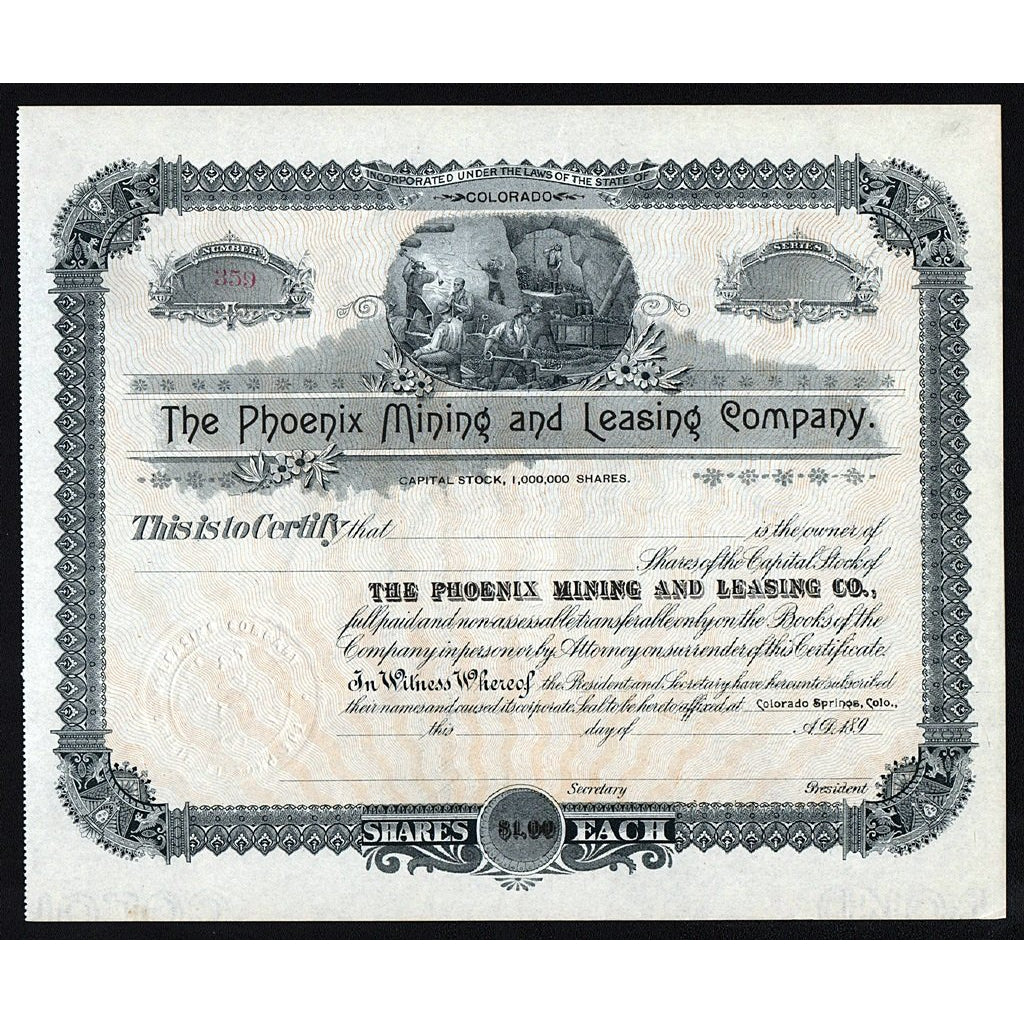 INCORPORATED UNDER THE LAWS OF THE STATE OF
COLORADO
NUMBER
359
SERIES
The Phoenix Mining and Leasing Company.
CAPITAL STOCK, 1,000,000 SHARES.
This is to Certify that is the owner of
Shares of the Capital Stock of
THE PHOENIX MINING AND LEASING CO.,
full paid and non-assessable transferable only on the Books of the
Company in person or by Attorney on surrender of this Certificate.
In Witness Whereof the President and Secretary have hereunto subscribed
their names and caused its corporate Seal to be hereto affixed at Colorado Springs, Colo.,
this day of A.D. 189
Secretary President
SHARES $1.00 EACH